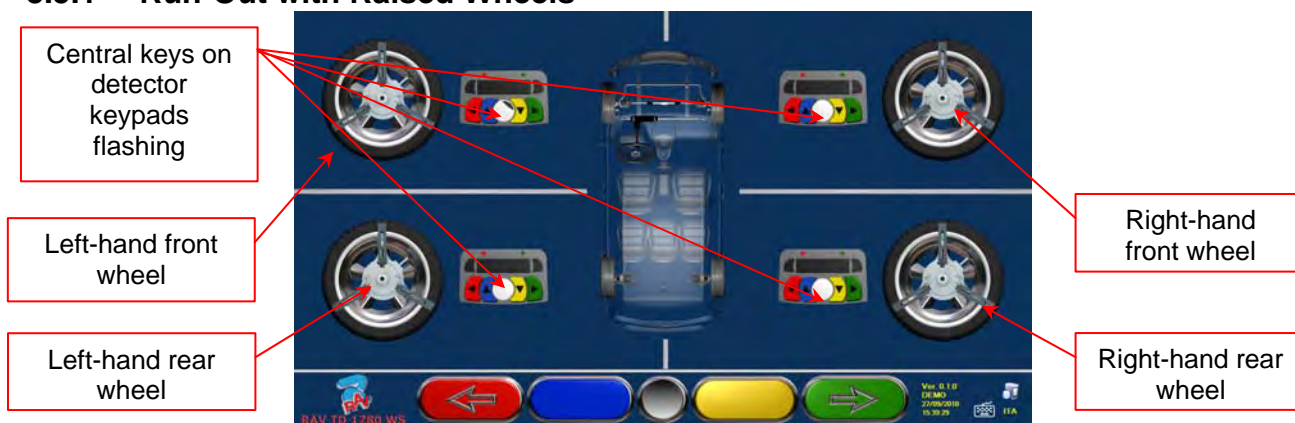 Run-Out with Raised Wheels
Central keys on
detector
keypads
flashing
Left-hand front
wheel
Left-hand rear
wheel
Right-hand
front wheel
Right-hand rear
wheel
RAV
RAV TD 1780 WS
Ver. 0.1.0
DEMO
27/09/2010
15:39:29
ITA